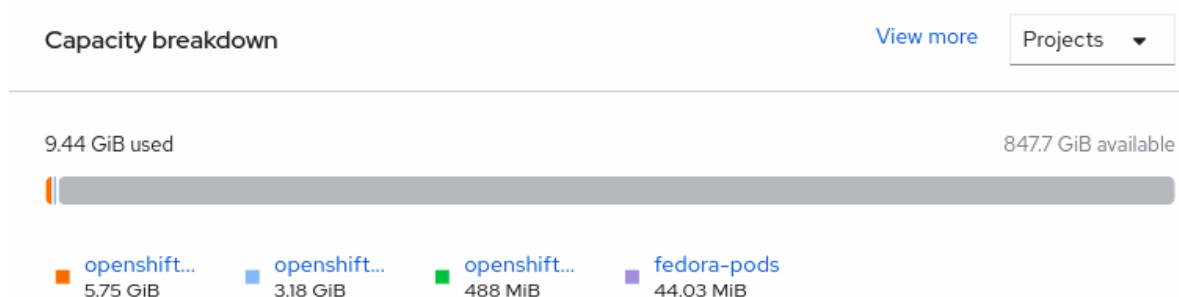 Capacity breakdown
View more
Projects
9.44 GiB used
847.7 GiB available
openshift...
openshift...
openshift...
fedora-pods
5.75 GiB
3.18 GiB
488 MiB
44.03 MiB